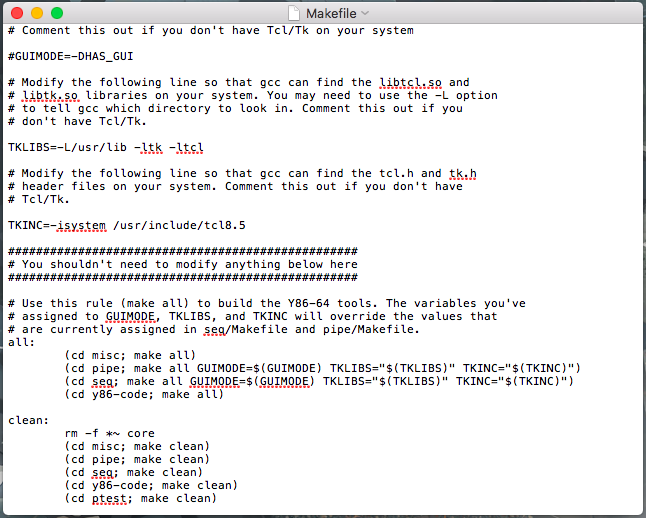 Makefile
# Comment this out if you don't have Tcl/Tk on your system
#GUIMODE=-DHAS_GUI
# Modify the following line so that gcc can find the libtcl.so and
# libtk.so libraries on your system. You may need to use the -L option
# to tell gcc which directory to look in. Comment this out if you
# don't have Tcl/Tk.
TKLIBS=-L/usr/lib -ltk -ltcl
# Modify the following line so that gcc can find the tcl.h and tk.h
# header files on your system. Comment this out if you don't have
# Tcl/Tk.
TKINC=-isystem /usr/include/tcl8.5
##################################################
# You shouldn't need to modify anything below here
##################################################
# Use this rule (make all) to build the Y86-64 tools. The variables you've
# assigned to GUIMODE, TKLIBS, and TKINC will override the values that
# are currently assigned in seq/Makefile and pipe/Makefile.
all:
(cd misc; make all)
(cd pipe; make all GUIMODE=$(GUIMODE) TKLIBS="$(TKLIBS)" TKINC="$(TKINC)")
(cd seq; make all GUIMODE=$(GUIMODE) TKLIBS="$(TKLIBS)" TKINC="$(TKINC)")
(cd y86-code; make all)
clean:
rm -f *~ core
(cd misc; make clean)
(cd pipe; make clean)
(cd seq; make clean)
(cd y86-code; make clean)
(cd ptest; make clean)